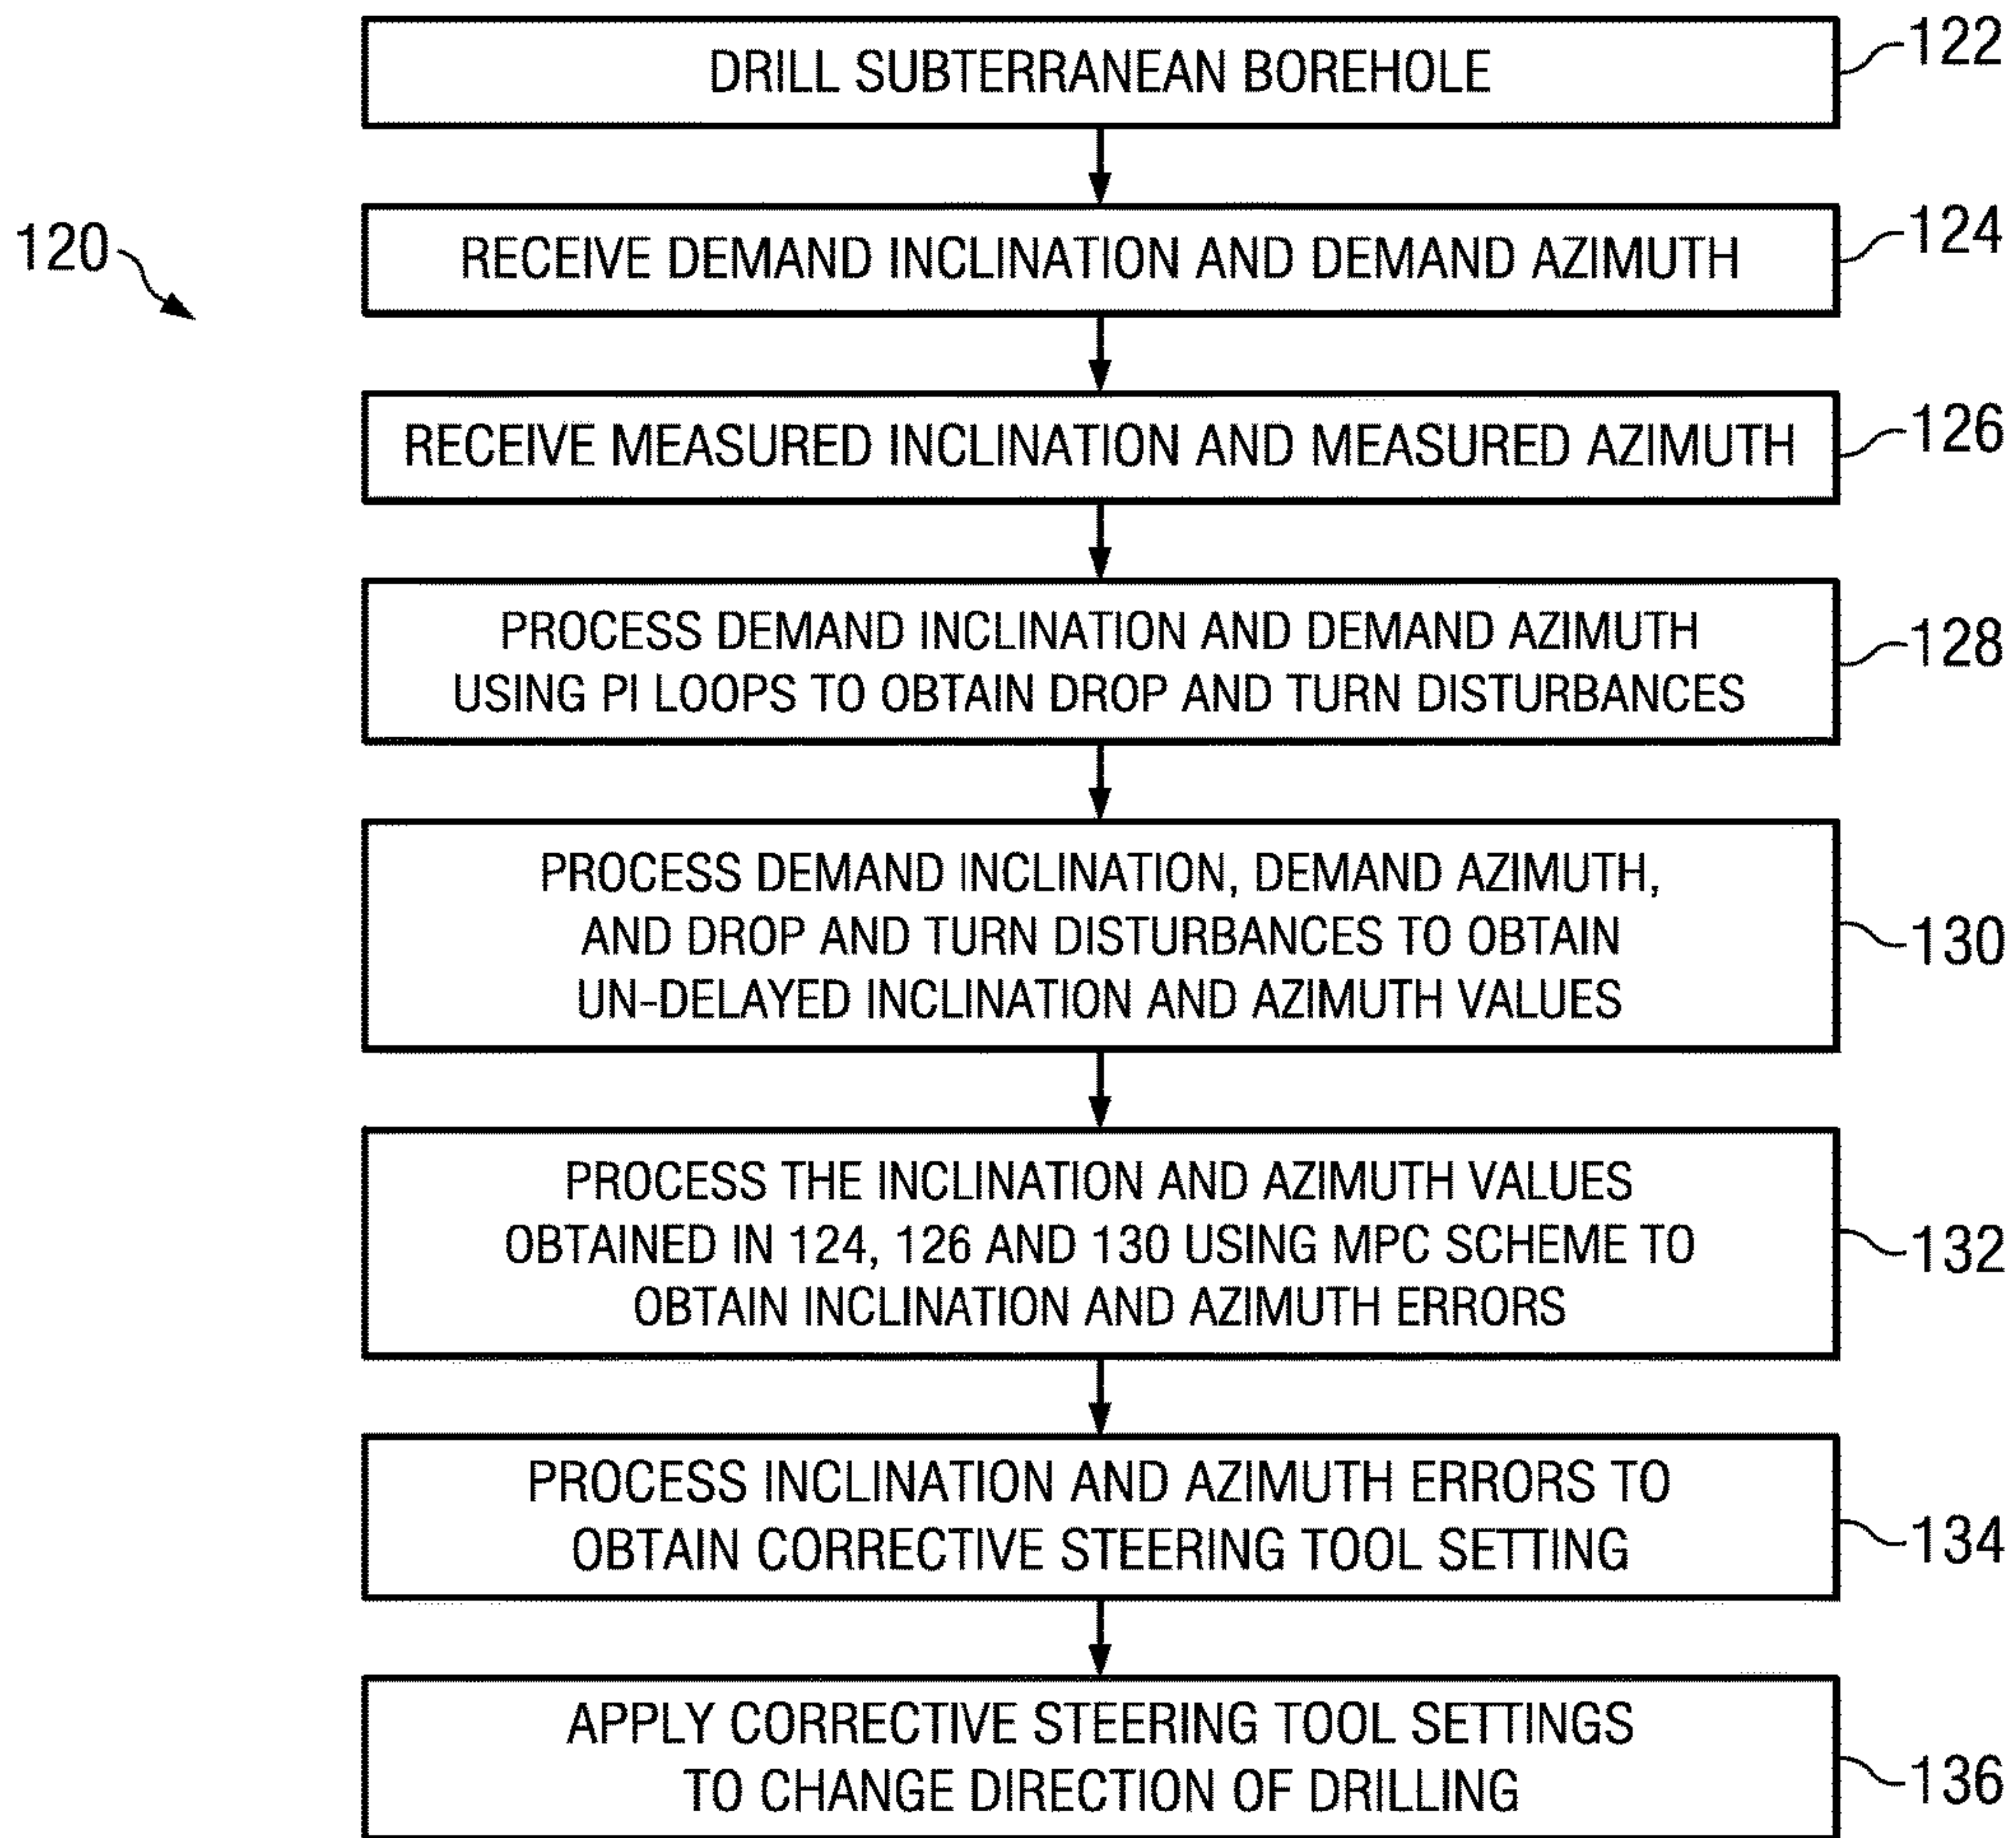 DRILL SUBTERRANEAN BOREHOLE
122
120
RECEIVE DEMAND INCLINATION AND DEMAND AZIMUTH
124
RECEIVE MEASURED INCLINATION AND MEASURED AZIMUTH
126
PROCESS DEMAND INCLINATION AND DEMAND AZIMUTH
USING PI LOOPS TO OBTAIN DROP AND TURN DISTURBANCES
128
PROCESS DEMAND INCLINATION, DEMAND AZIMUTH,
AND DROP AND TURN DISTURBANCES TO OBTAIN
UN-DELAYED INCLINATION AND AZIMUTH VALUES
130
PROCESS THE INCLINATION AND AZIMUTH VALUES
OBTAINED IN 124, 126 AND 130 USING MPC SCHEME TO
OBTAIN INCLINATION AND AZIMUTH ERRORS
132
PROCESS INCLINATION AND AZIMUTH ERRORS TO
OBTAIN CORRECTIVE STEERING TOOL SETTING
134
APPLY CORRECTIVE STEERING TOOL SETTINGS
TO CHANGE DIRECTION OF DRILLING
136